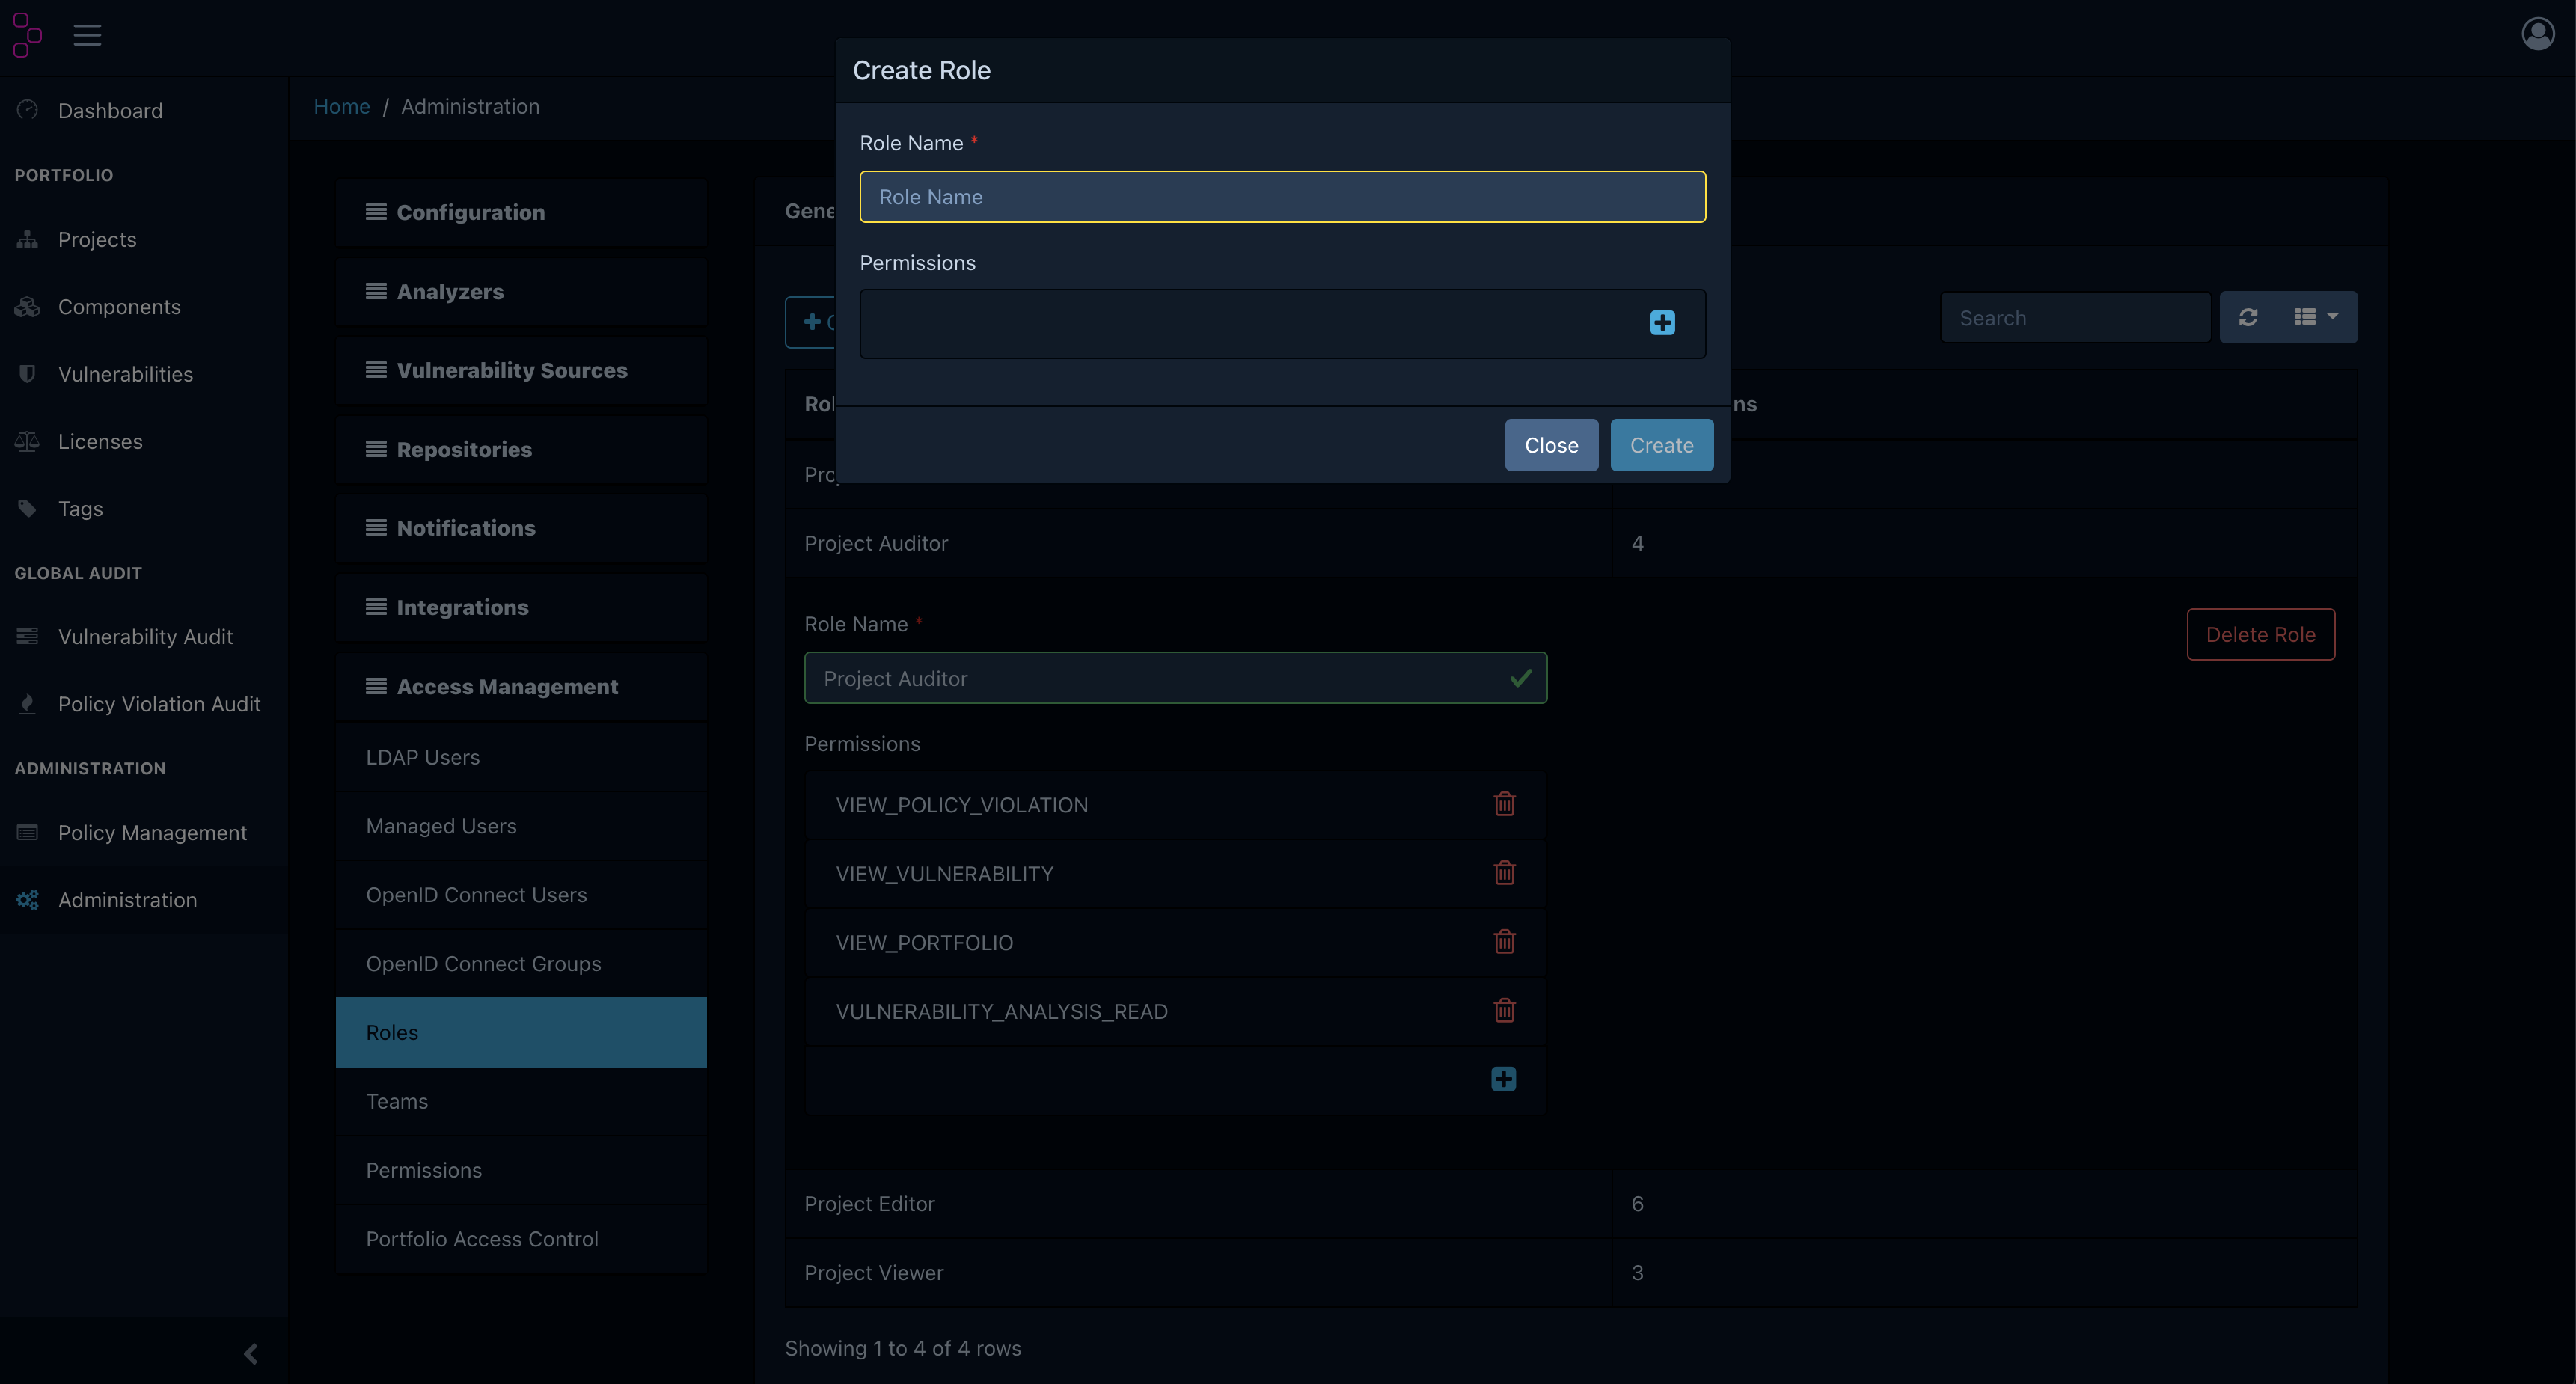 Dashboard
PORTFOLIO
Projects
Components
Vulnerabilities
Licenses
Tags
GLOBAL AUDIT
Vulnerability Audit
Policy Violation Audit
ADMINISTRATION
Policy Management
Administration
Home / Administration
Configuration
Analyzers
Vulnerability Sources
Repositories
Notifications
Integrations
Access Management
LDAP Users
Managed Users
OpenID Connect Users
OpenID Connect Groups
Roles
Teams
Permissions
Portfolio Access Control
Create Role
Role Name *
Role Name
Permissions
Close
Create
Search
Project Auditor
4
Role Name *
Project Auditor
Delete Role
Permissions
VIEW_POLICY_VIOLATION
VIEW_VULNERABILITY
VIEW_PORTFOLIO
VULNERABILITY_ANALYSIS_READ
Project Editor
6
Project Viewer
3
Showing 1 to 4 of 4 rows